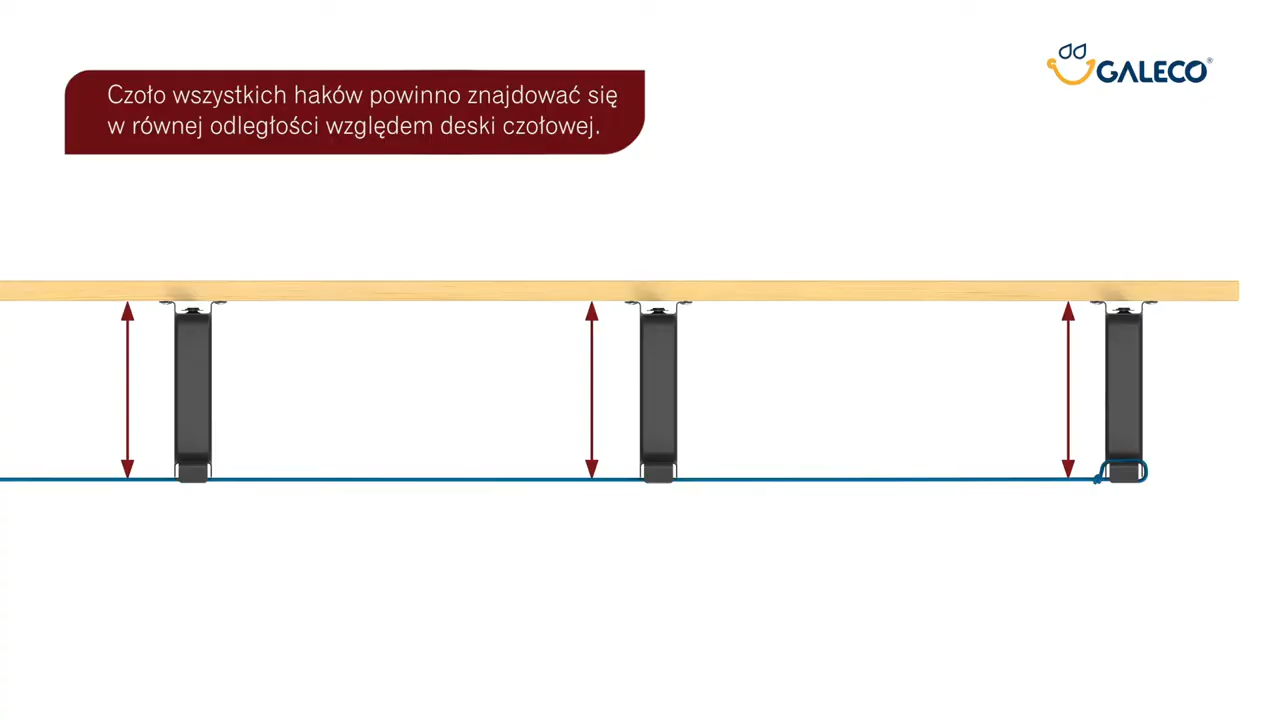 Czoło wszystkich haków powinno znajdować się
w równej odległości względem deski czołowej.
GALECO®